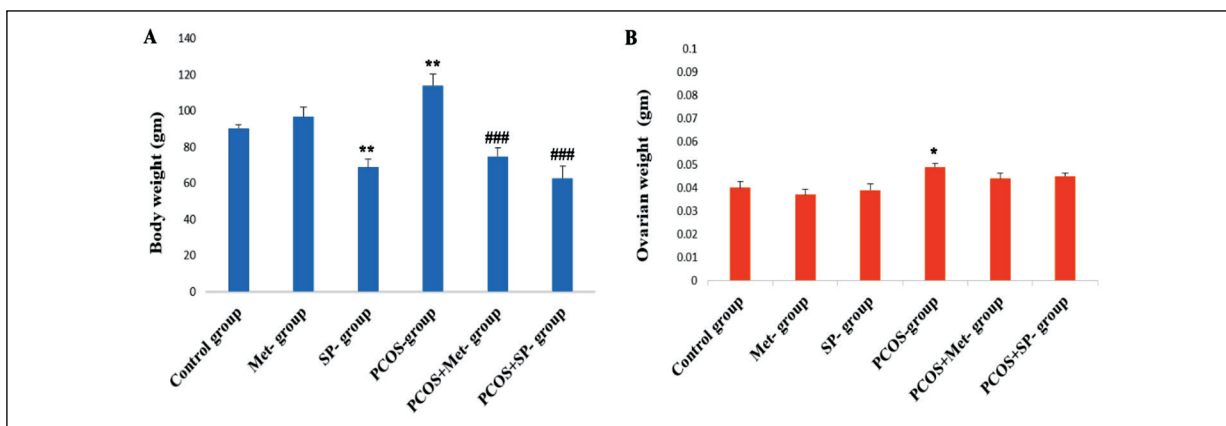 A
Body weight (gm)
140
120
100
80
60
40
20
0
**
**
###
###
Control group
Met- group
SP- group
PCOS-group
PCOS+Met- group
PCOS+SP- group
B
Ovarian weight (gm)
0.1
0.09
0.08
0.07
0.06
0.05
0.04
0.03
0.02
0.01
0
*
Control group
Met- group
SP- group
PCOS-group
PCOS+Met- group
PCOS+SP- group